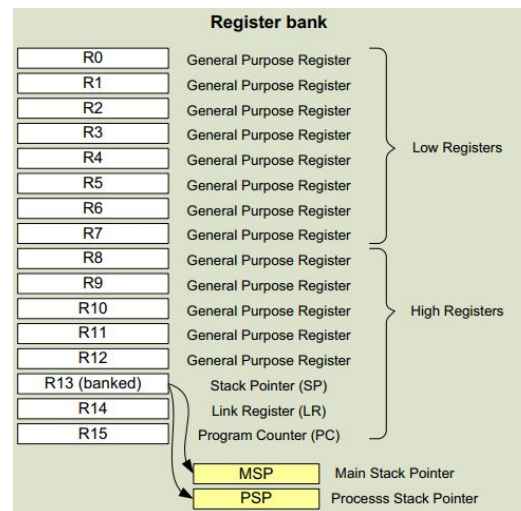 Register bank
R0 General Purpose Register
R1 General Purpose Register
R2 General Purpose Register
R3 General Purpose Register
Low Registers
R4 General Purpose Register
R5 General Purpose Register
R6 General Purpose Register
R7 General Purpose Register
R8 General Purpose Register
R9 General Purpose Register
R10 General Purpose Register High Registers
R11 General Purpose Register
R12 General Purpose Register
R13 (banked) Stack Pointer (SP)
R14 Link Register (LR)
R15 Program Counter (PC)
MSP Main Stack Pointer
PSP Processs Stack Pointer